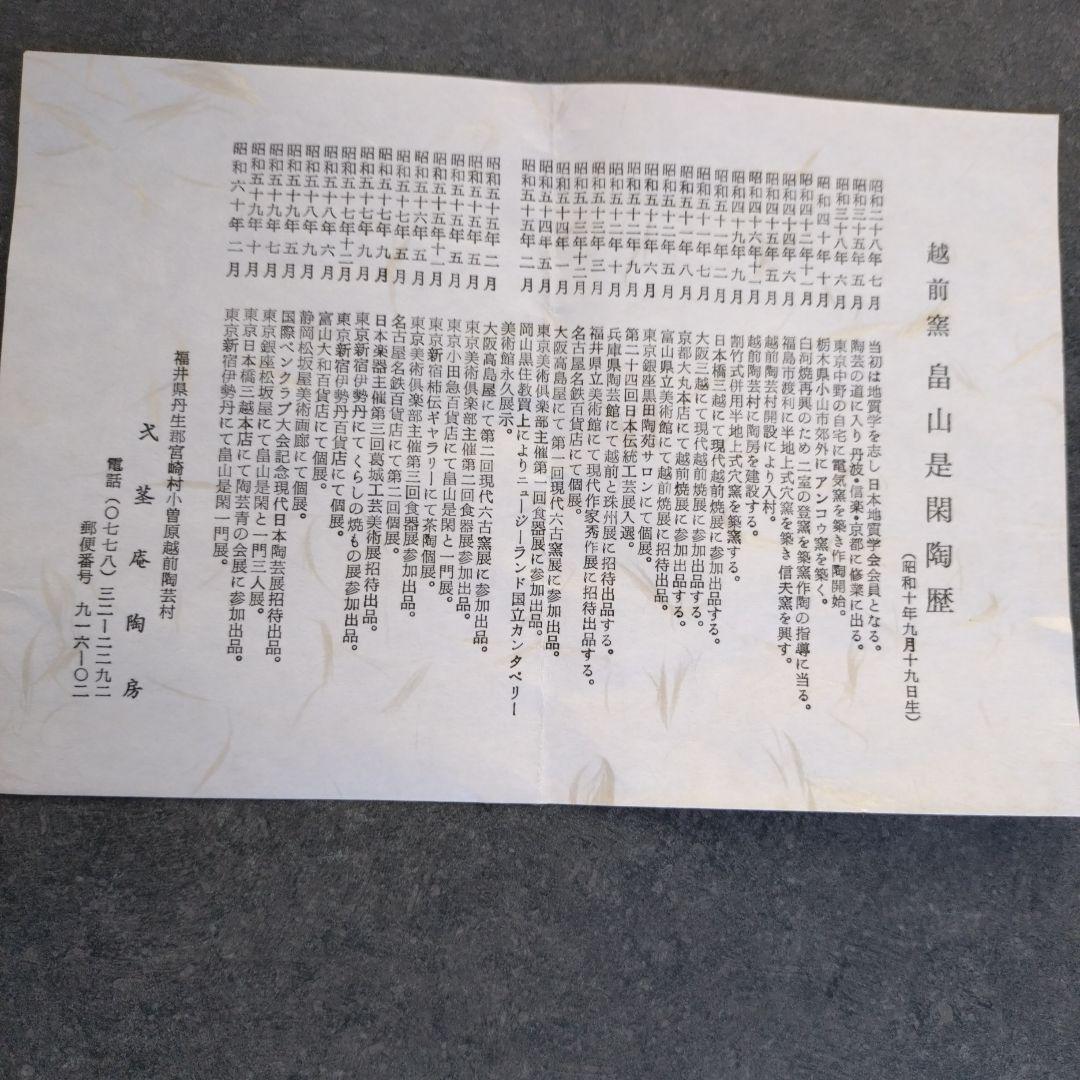 越前窯 畠山是閑陶歴
(昭和十年九月十九日生)
昭和二十八年七月 当初は地質学を志し日本地質学会会員となる。
昭和三十五年五月 陶芸の道に入り丹波・信楽・京都に修業に出る。
昭和三十八年六月 東京中野の自宅に電気窯を築き作陶開始。
昭和四十年十月 栃木県小山市郊外にアンコウ窯を築く。
昭和四十二年十一月 白河焼再興のため二室の登窯を築窯作陶の指導に当る。
昭和四十四年六月 福島市渡利に半地上式穴窯を築き信夫窯を興す。
昭和四十五年五月 越前陶芸村開設により入村。
昭和四十六年十一月 越前陶芸村に陶房を建設する。
昭和四十九年九月 割竹式併用半地上式穴窯を築窯する。
昭和五十年二月 日本橋三越にて現代越前焼展に参加出品する。
昭和五十一年七月 大阪三越にて現代越前焼展に参加出品する。
昭和五十一年八月 京都大丸本店にて越前焼展に参加出品する。
昭和五十二年五月 富山県立美術館にて越前焼展に招待出品。
昭和五十二年六月 東京銀座黒田陶苑サロンにて個展。
昭和五十二年九月 第二十四回日本伝統工芸展入選。
昭和五十二年十月 兵庫県陶芸館にて越前と珠州展に招待出品する。
昭和五十三年三月 福井県立美術館にて現代作家秀作展に招待出品する。
昭和五十三年十二月 名古屋名鉄百貨店にて個展。
昭和五十四年一月 大阪高島屋にて第一回現代六古窯展に参加出品。
昭和五十四年五月 東京美術倶楽部主催第一回食器展に参加出品。
昭和五十五年二月 岡山黒住教買上によりニュージーランド国立カンタベリー
美術館永久展示。
昭和五十五年二月 大阪高島屋にて第二回現代六古窯展に参加出品。
昭和五十五年五月 東京美術倶楽部主催第二回食器展参加出品。
昭和五十五年五月 東京小田急百貨店にて畠山是閑と一門展。
昭和五十五年十一月 東京新宿柿伝ギャラリーにて茶陶個展。
昭和五十六年五月 東京美術倶楽部主催第三回食器展参加出品。
昭和五十七年五月 名古屋名鉄百貨店にて第二回個展。
昭和五十七年九月 日本楽器主催第三回葛城工芸美術展招待出品。
昭和五十七年九月 東京新宿伊勢丹にてくらしの焼もの展参加出品。
昭和五十七年十二月 東京新宿伊勢丹百貨店にて個展。
昭和五十八年六月 富山大和百貨店にて個展。
昭和五十八年九月 静岡松坂屋美術画廊にて個展。
昭和五十九年五月 国際ペンクラブ大会記念現代日本陶芸展招待出品。
昭和五十九年七月 東京銀座松坂屋にて畠山是閑と一門三人展。
昭和五十九年十月 東京日本橋三越本店にて陶芸青の会展に参加出品。
昭和六十年二月 東京新宿伊勢丹にて畠山是閑一門展。
福井県丹生郡宮崎村小曽原越前陶芸村
弌茎庵陶房
電話(〇七七八)三二ー二二九二
郵便番号 九一六ー〇二